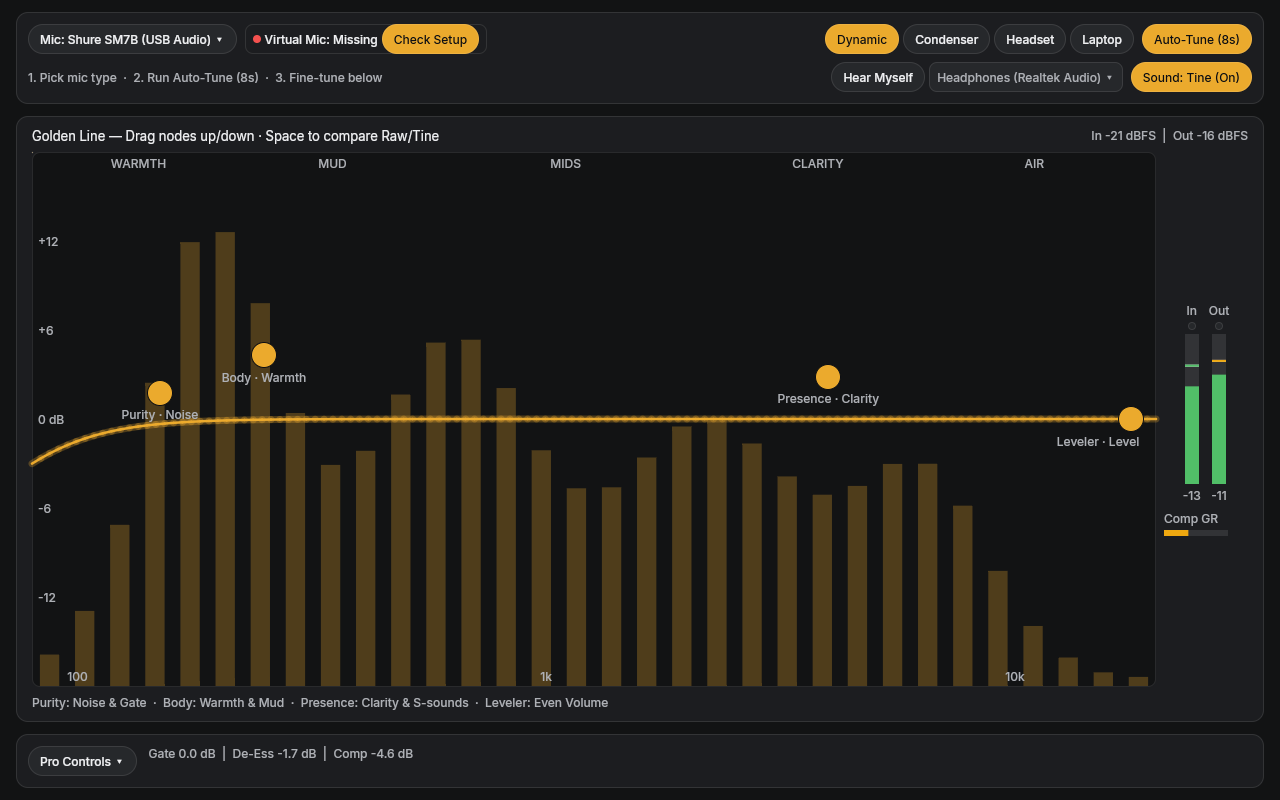 Mic: Shure SM7B (USB Audio) ▾
Virtual Mic: Missing
Check Setup
Dynamic
Condenser
Headset
Laptop
Auto-Tune (8s)
1. Pick mic type · 2. Run Auto-Tune (8s) · 3. Fine-tune below
Hear Myself
Headphones (Realtek Audio) ▾
Sound: Tine (On)
Golden Line — Drag nodes up/down · Space to compare Raw/Tine
In -21 dBFS | Out -16 dBFS
WARMTH
MUD
MIDS
CLARITY
AIR
+12
+6
0 dB
-6
-12
Purity · Noise
Body · Warmth
Presence · Clarity
Leveler · Level
100
1k
10k
In
Out
-13
-11
Comp GR
Purity: Noise & Gate · Body: Warmth & Mud · Presence: Clarity & S-sounds · Leveler: Even Volume
Pro Controls ▾
Gate 0.0 dB | De-Ess -1.7 dB | Comp -4.6 dB